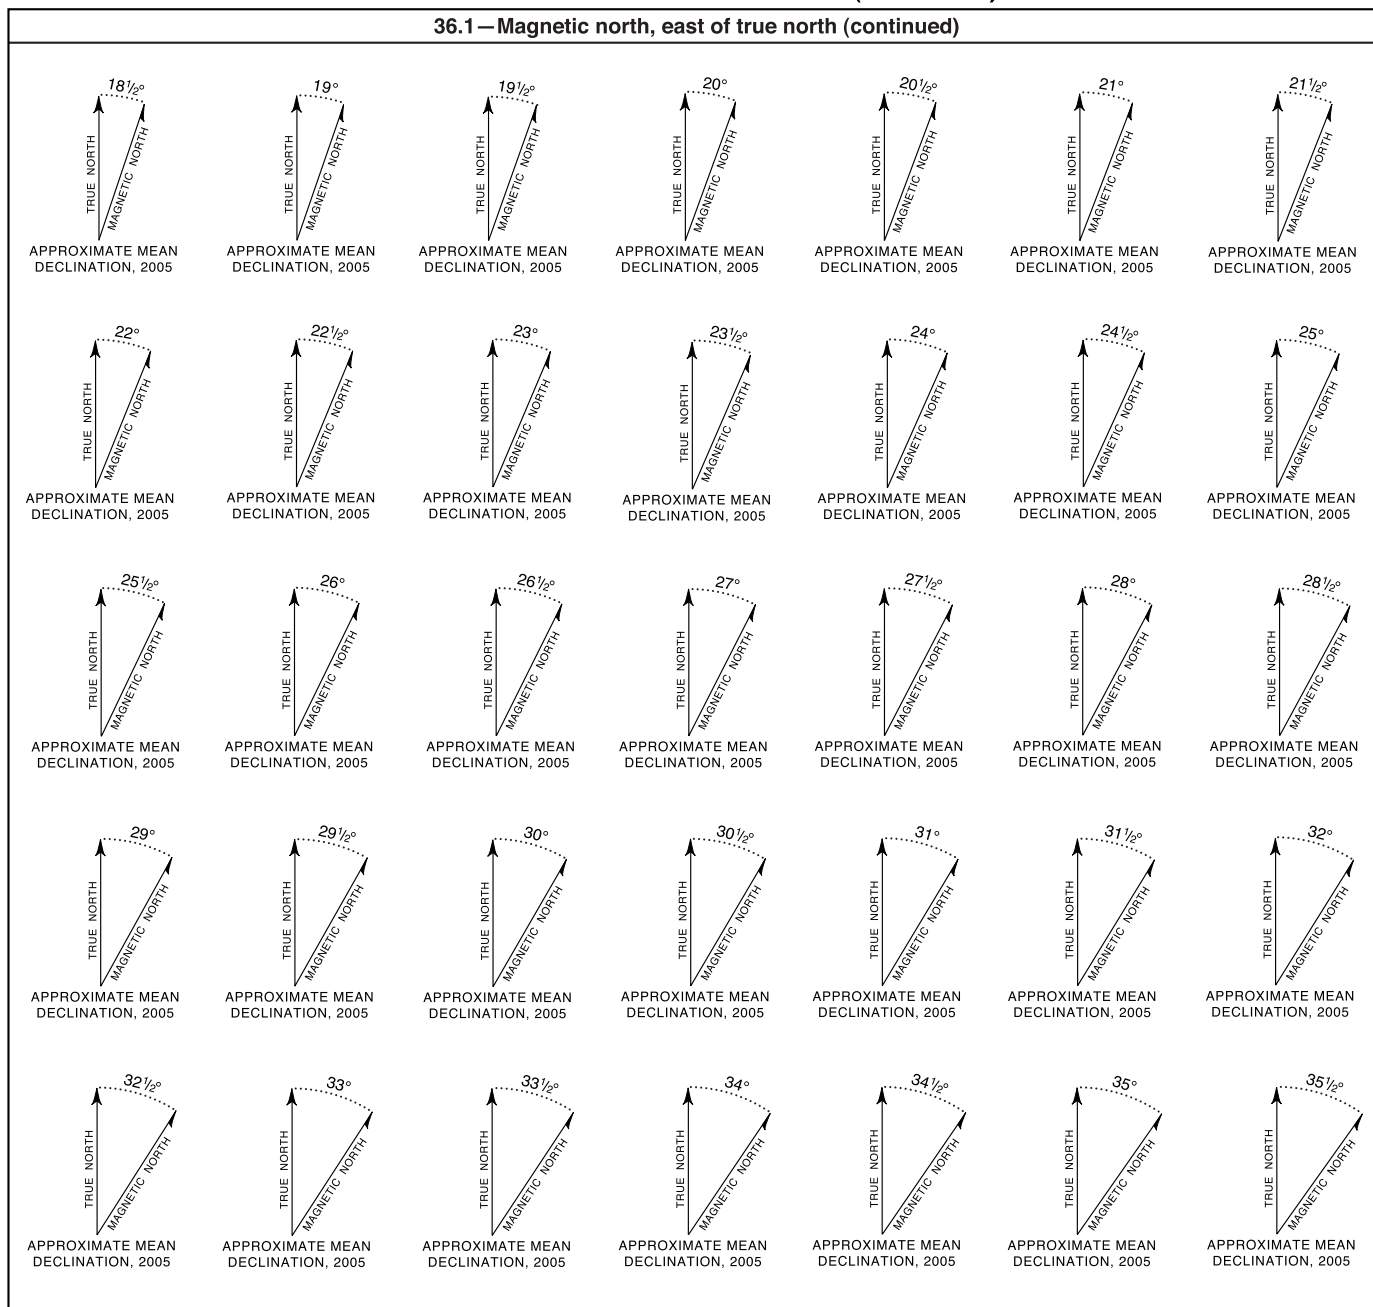 36.1—Magnetic north, east of true north (continued)
18½° 19° 19½° 20° 20½° 21° 21½°
TRUE NORTH MAGNETIC NORTH TRUE NORTH MAGNETIC NORTH TRUE NORTH MAGNETIC NORTH TRUE NORTH MAGNETIC NORTH TRUE NORTH MAGNETIC NORTH TRUE NORTH MAGNETIC NORTH TRUE NORTH MAGNETIC NORTH
APPROXIMATE MEAN APPROXIMATE MEAN APPROXIMATE MEAN APPROXIMATE MEAN APPROXIMATE MEAN APPROXIMATE MEAN APPROXIMATE MEAN
DECLINATION, 2005 DECLINATION, 2005 DECLINATION, 2005 DECLINATION, 2005 DECLINATION, 2005 DECLINATION, 2005 DECLINATION, 2005
22° 22½° 23° 23½° 24° 24½° 25°
TRUE NORTH MAGNETIC NORTH TRUE NORTH MAGNETIC NORTH TRUE NORTH MAGNETIC NORTH TRUE NORTH MAGNETIC NORTH TRUE NORTH MAGNETIC NORTH TRUE NORTH MAGNETIC NORTH TRUE NORTH MAGNETIC NORTH
APPROXIMATE MEAN APPROXIMATE MEAN APPROXIMATE MEAN APPROXIMATE MEAN APPROXIMATE MEAN APPROXIMATE MEAN APPROXIMATE MEAN
DECLINATION, 2005 DECLINATION, 2005 DECLINATION, 2005 DECLINATION, 2005 DECLINATION, 2005 DECLINATION, 2005 DECLINATION, 2005
25½° 26° 26½° 27° 27½° 28° 28½°
TRUE NORTH MAGNETIC NORTH TRUE NORTH MAGNETIC NORTH TRUE NORTH MAGNETIC NORTH TRUE NORTH MAGNETIC NORTH TRUE NORTH MAGNETIC NORTH TRUE NORTH MAGNETIC NORTH TRUE NORTH MAGNETIC NORTH
APPROXIMATE MEAN APPROXIMATE MEAN APPROXIMATE MEAN APPROXIMATE MEAN APPROXIMATE MEAN APPROXIMATE MEAN APPROXIMATE MEAN
DECLINATION, 2005 DECLINATION, 2005 DECLINATION, 2005 DECLINATION, 2005 DECLINATION, 2005 DECLINATION, 2005 DECLINATION, 2005
29° 29½° 30° 30½° 31° 31½° 32°
TRUE NORTH MAGNETIC NORTH TRUE NORTH MAGNETIC NORTH TRUE NORTH MAGNETIC NORTH TRUE NORTH MAGNETIC NORTH TRUE NORTH MAGNETIC NORTH TRUE NORTH MAGNETIC NORTH TRUE NORTH MAGNETIC NORTH
APPROXIMATE MEAN APPROXIMATE MEAN APPROXIMATE MEAN APPROXIMATE MEAN APPROXIMATE MEAN APPROXIMATE MEAN APPROXIMATE MEAN
DECLINATION, 2005 DECLINATION, 2005 DECLINATION, 2005 DECLINATION, 2005 DECLINATION, 2005 DECLINATION, 2005 DECLINATION, 2005
32½° 33° 33½° 34° 34½° 35° 35½°
TRUE NORTH MAGNETIC NORTH TRUE NORTH MAGNETIC NORTH TRUE NORTH MAGNETIC NORTH TRUE NORTH MAGNETIC NORTH TRUE NORTH MAGNETIC NORTH TRUE NORTH MAGNETIC NORTH TRUE NORTH MAGNETIC NORTH
APPROXIMATE MEAN APPROXIMATE MEAN APPROXIMATE MEAN APPROXIMATE MEAN APPROXIMATE MEAN APPROXIMATE MEAN APPROXIMATE MEAN
DECLINATION, 2005 DECLINATION, 2005 DECLINATION, 2005 DECLINATION, 2005 DECLINATION, 2005 DECLINATION, 2005 DECLINATION, 2005